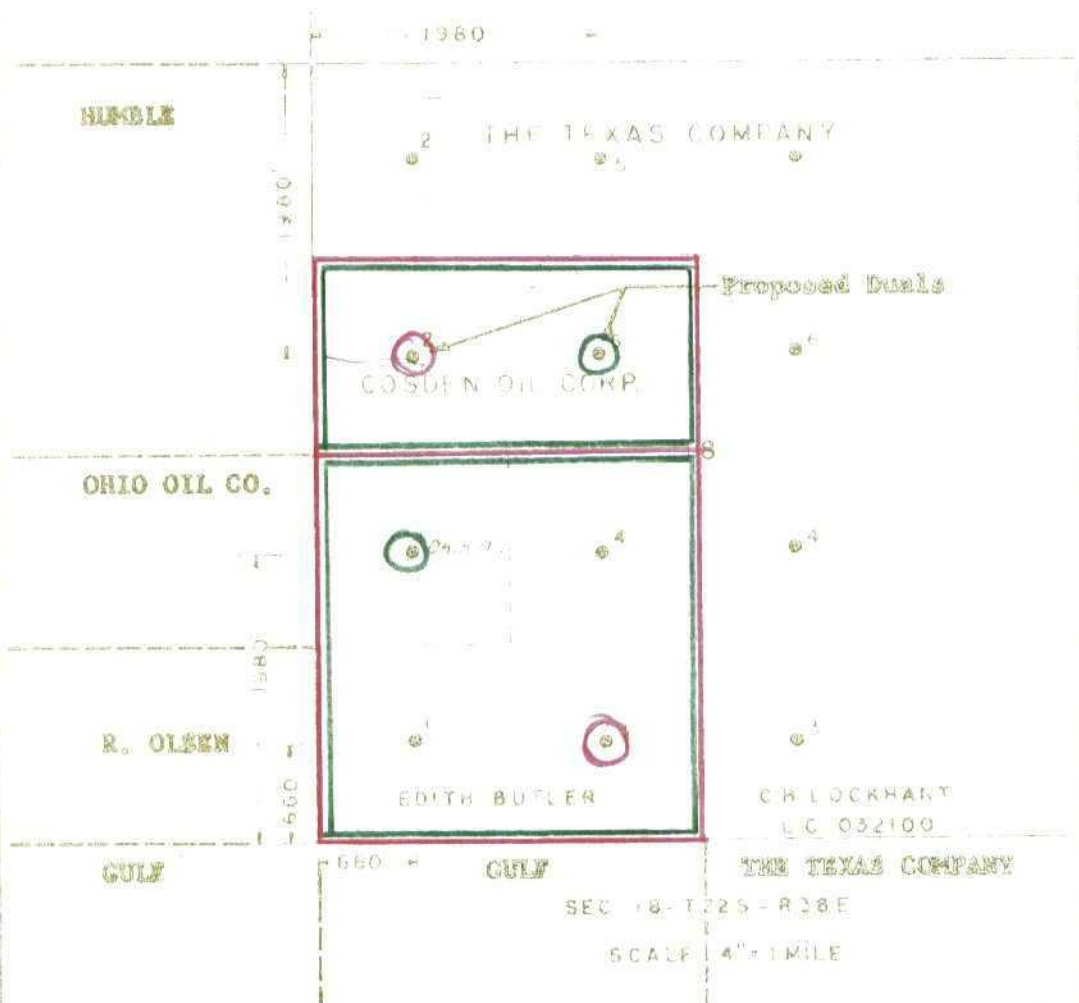 1980
HUMBLE
THE TEXAS COMPANY
2
5
1980
Proposed Duals
6
COSDEN OIL CORP.
8
OHIO OIL CO.
4
4
1980
1
3
R. OLSEN
660
EDITH BUTLER
C H LOCKHART
LC 032100
660
GULF
GULF
THE TEXAS COMPANY
SEC 18-T22S-R38E
SCALE 4"=1 MILE